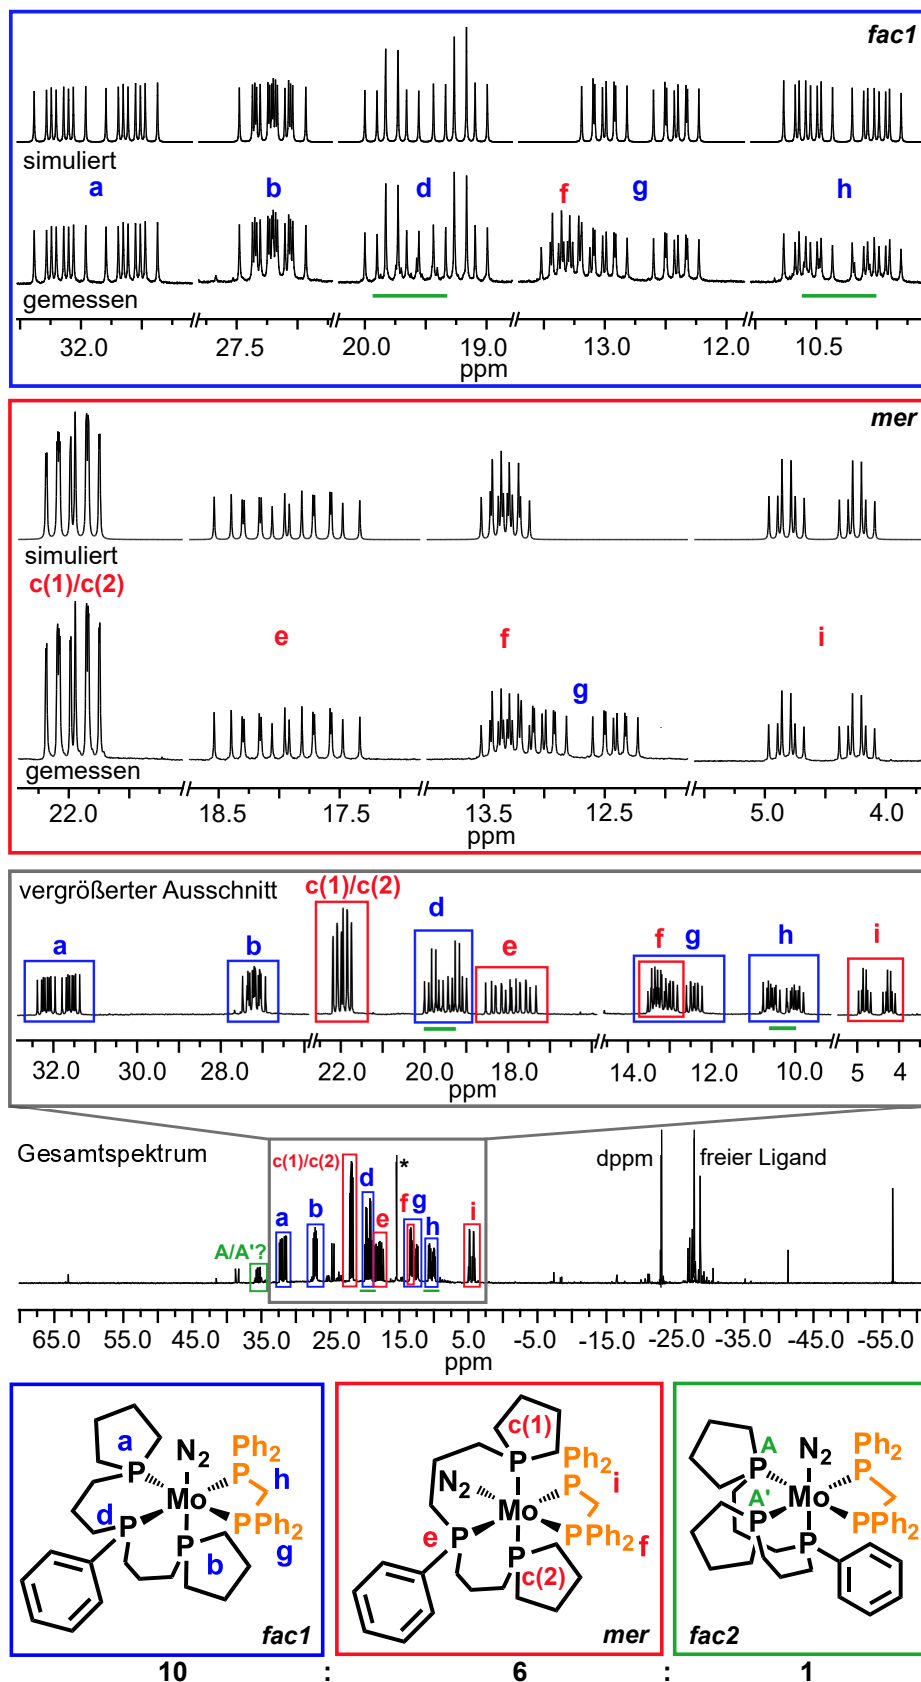 fac1
simuliert
a
b
d
f
g
h
gemessen
32.0
27.5
20.0
19.0
13.0
12.0
10.5
ppm
mer
simuliert
c(1)/c(2)
e
f
g
i
gemessen
22.0
18.5
17.5
13.5
12.5
5.0
4.0
ppm
vergrößerter Ausschnitt
c(1)/c(2)
a
b
d
e
f
g
h
i
32.0
30.0
28.0
22.0
20.0
18.0
14.0
12.0
10.0
5
4
ppm
Gesamtspektrum
c(1)/c(2)
*
dppm
freier Ligand
A/A'?
a
b
d
e
f
g
h
i
65.0
55.0
45.0
35.0
25.0
15.0
5.0
-5.0
-15.0
-25.0
-35.0
-45.0
-55.0
ppm
a
N2
PPh2
P
h
Mo
d
P
P
PPh2
b
g
fac1
c(1)
P
PPh2
N2
P
i
Mo
e
P
P
PPh2
f
c(2)
mer
A
N2
PPh2
P
A'
Mo
P
P
PPh2
fac2
10 : 6 : 1